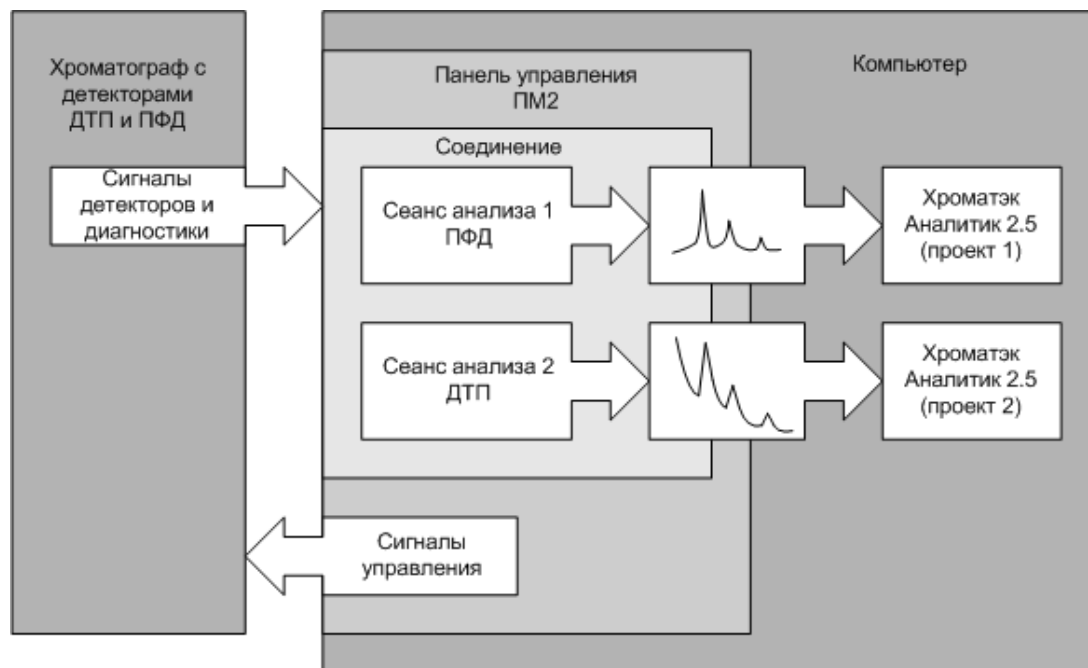 Хроматограф с
детекторами
ДТП и ПФД
Сигналы
детекторов и
диагностики
Панель управления
ПМ2
Компьютер
Соединение
Сеанс анализа 1
ПФД
Хроматэк
Аналитик 2.5
(проект 1)
Сеанс анализа 2
ДТП
Хроматэк
Аналитик 2.5
(проект 2)
Сигналы
управления